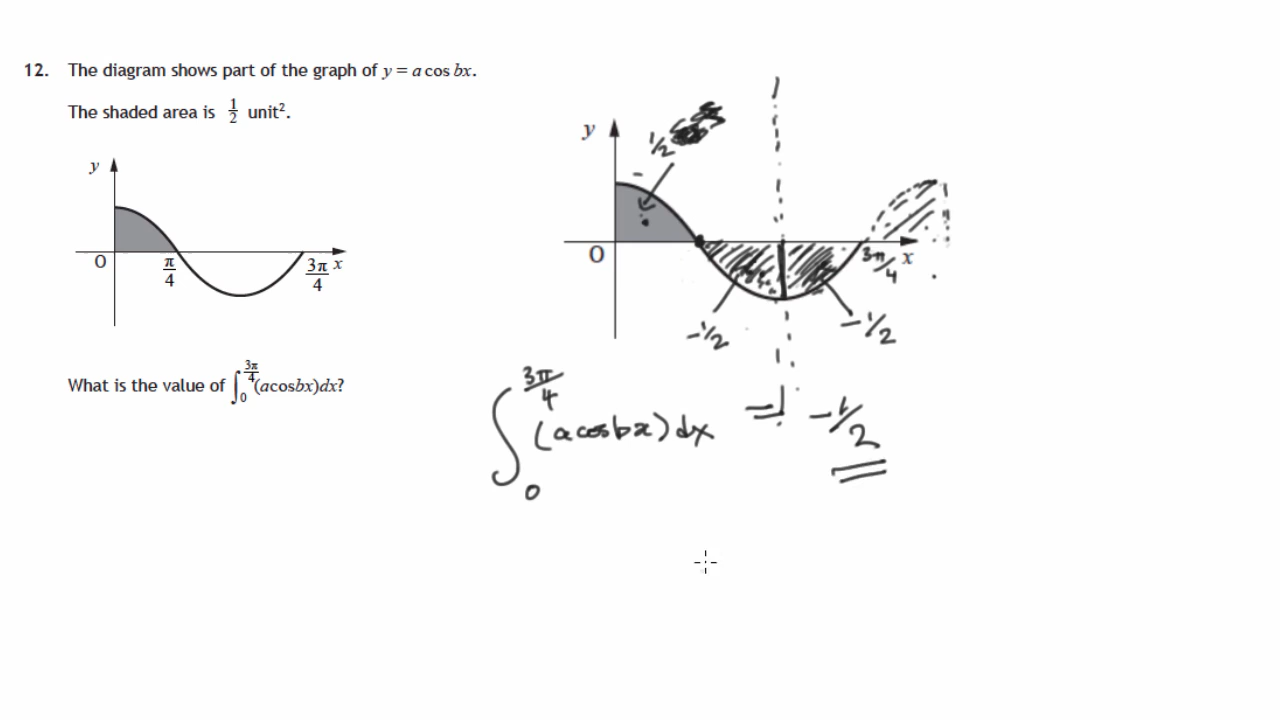 12. The diagram shows part of the graph of y = a cos bx.
The shaded area is 1/2 unit².
y
O
π/4
3π/4
x
What is the value of ∫₀^(3π/4) (acosbx)dx?
y
1/2
O
3π/4
x
-1/2
-1/2
∫₀^(3π/4) (a cos bx) dx = -1/2